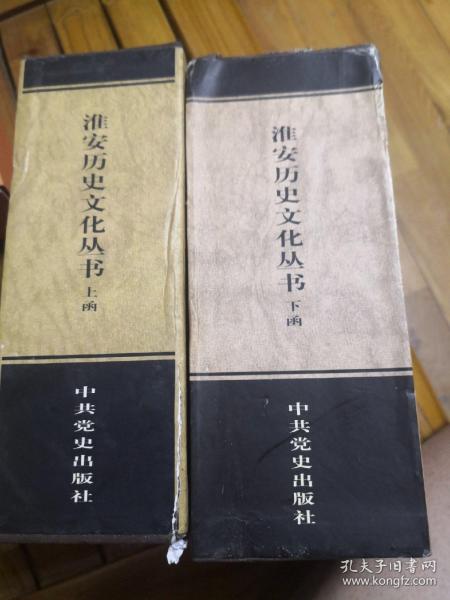 淮安历史文化丛书 上函
中共党史出版社
淮安历史文化丛书 下函
中共党史出版社
孔夫子旧书网
www.kongfz.com